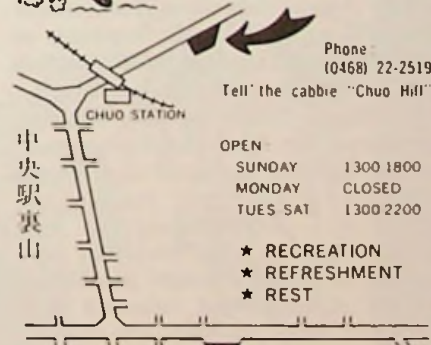 Phone
(0468) 22-2519
Tell the cabbie "Chuo Hill"
CHUO STATION
中央駅裏山
OPEN
SUNDAY 1300 1800
MONDAY CLOSED
TUES SAT 1300 2200
★ RECREATION
★ REFRESHMENT
★ REST